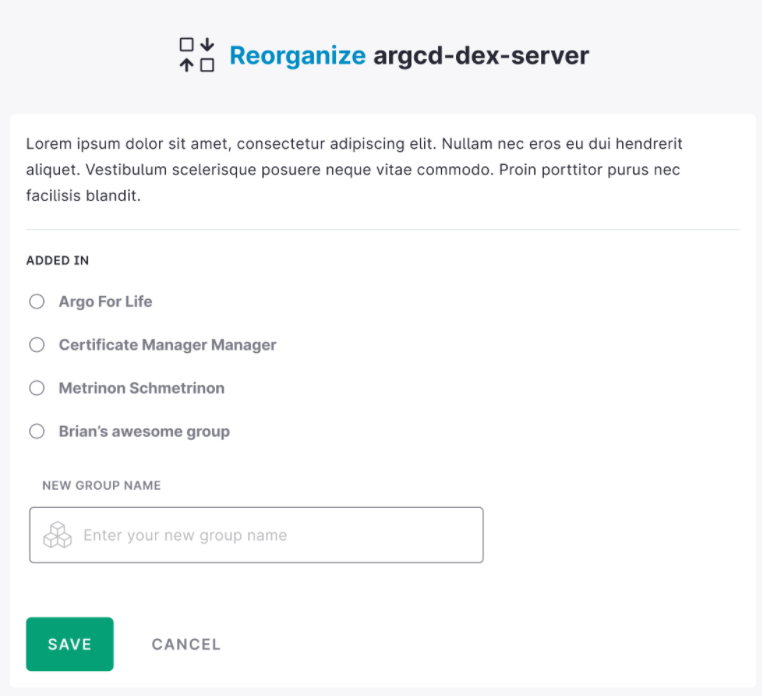 Reorganize argcd-dex-server
Lorem ipsum dolor sit amet, consectetur adipiscing elit. Nullam nec eros eu dui hendrerit
aliquet. Vestibulum scelerisque posuere neque vitae commodo. Proin porttitor purus nec
facilisis blandit.
ADDED IN
Argo For Life
Certificate Manager Manager
Metrinon Schmetrinon
Brian’s awesome group
NEW GROUP NAME
Enter your new group name
SAVE CANCEL